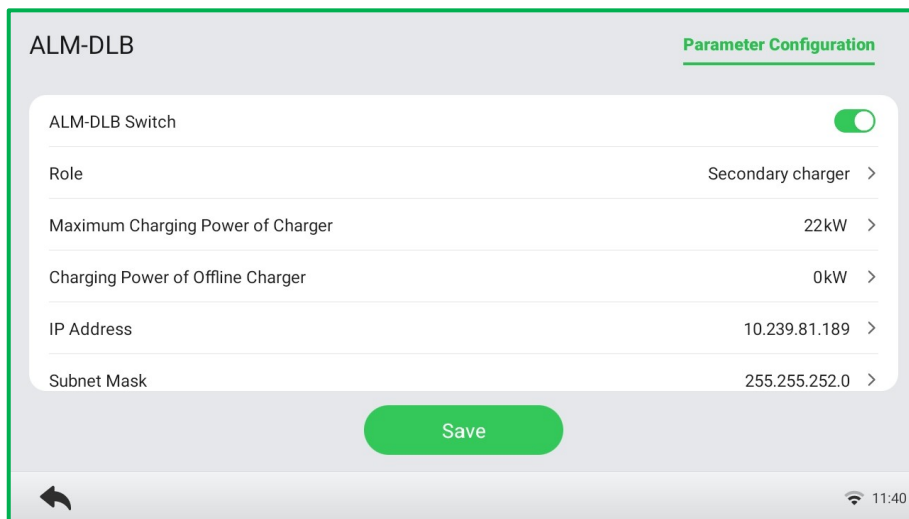 ALM-DLB
Parameter Configuration
ALM-DLB Switch
Role Secondary charger
Maximum Charging Power of Charger 22kW
Charging Power of Offline Charger 0kW
IP Address 10.239.81.189
Subnet Mask 255.255.252.0
Save
11:40